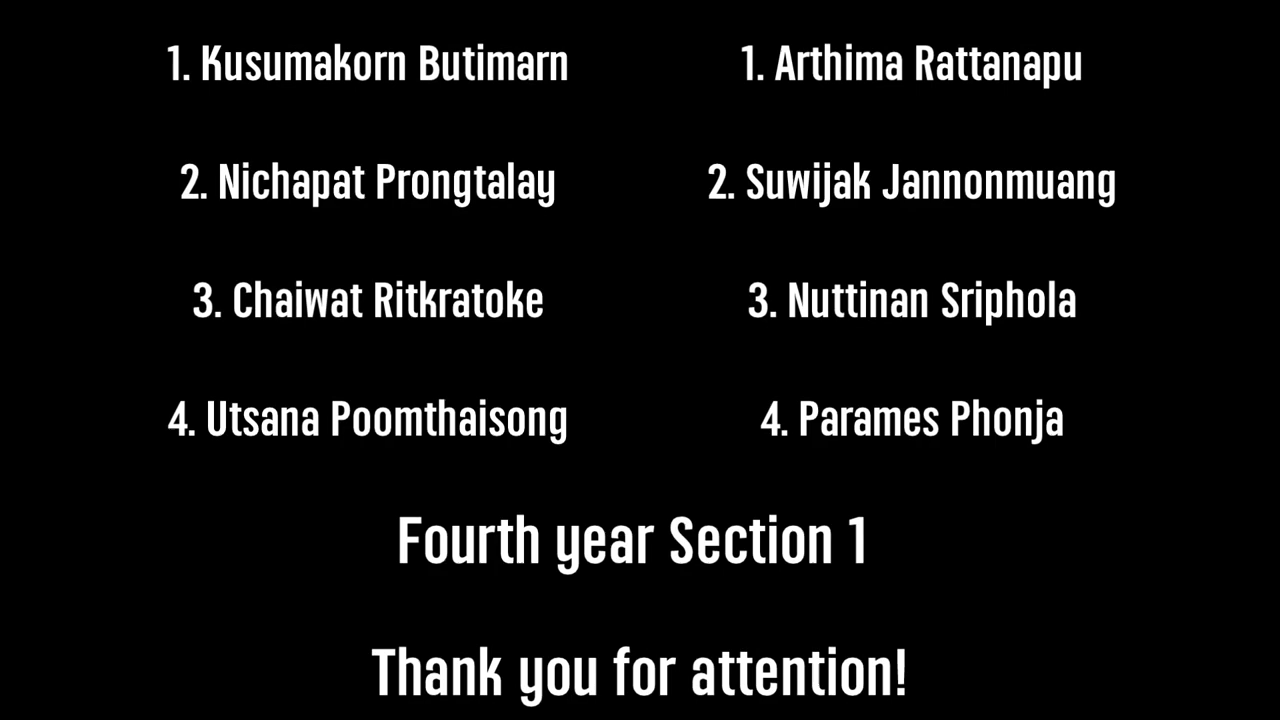 1. Kusumakorn Butimarn
2. Nichapat Prongtalay
3. Chaiwat Ritkratoke
4. Utsana Poomthaisong
1. Arthima Rattanapu
2. Suwijak Jannonmuang
3. Nuttinan Sriphola
4. Parames Phonja
Fourth year Section 1
Thank you for attention!